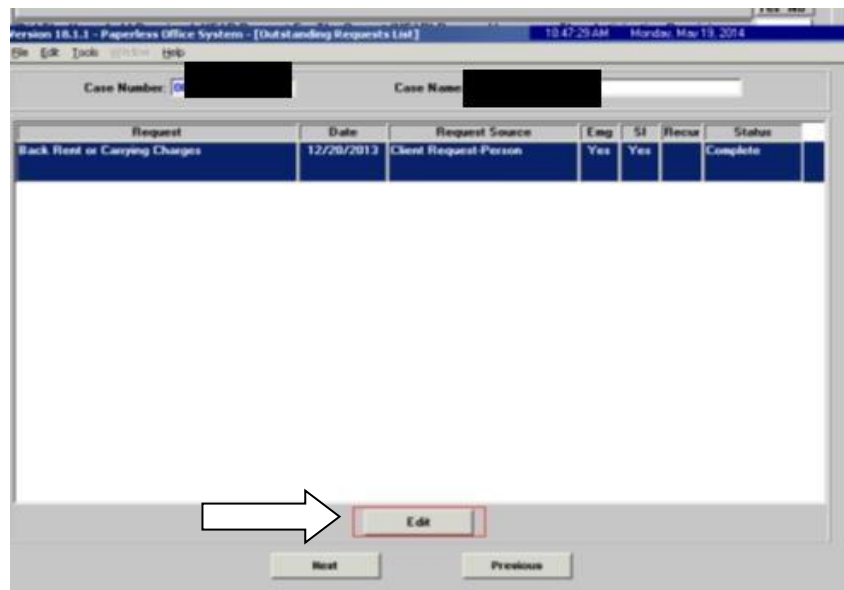 Yes No
Version 18.1.1 - Paperless Office System - [Outstanding Requests List] 10:47:29 AM Monday, May 19, 2014
File Edit Tools Window Help
Case Number: Case Name
Request Date Request Source Emg SI Recur Status
Back Rent or Carrying Charges 12/20/2013 Client Request-Person Yes Yes Complete
Edit
Next Previous